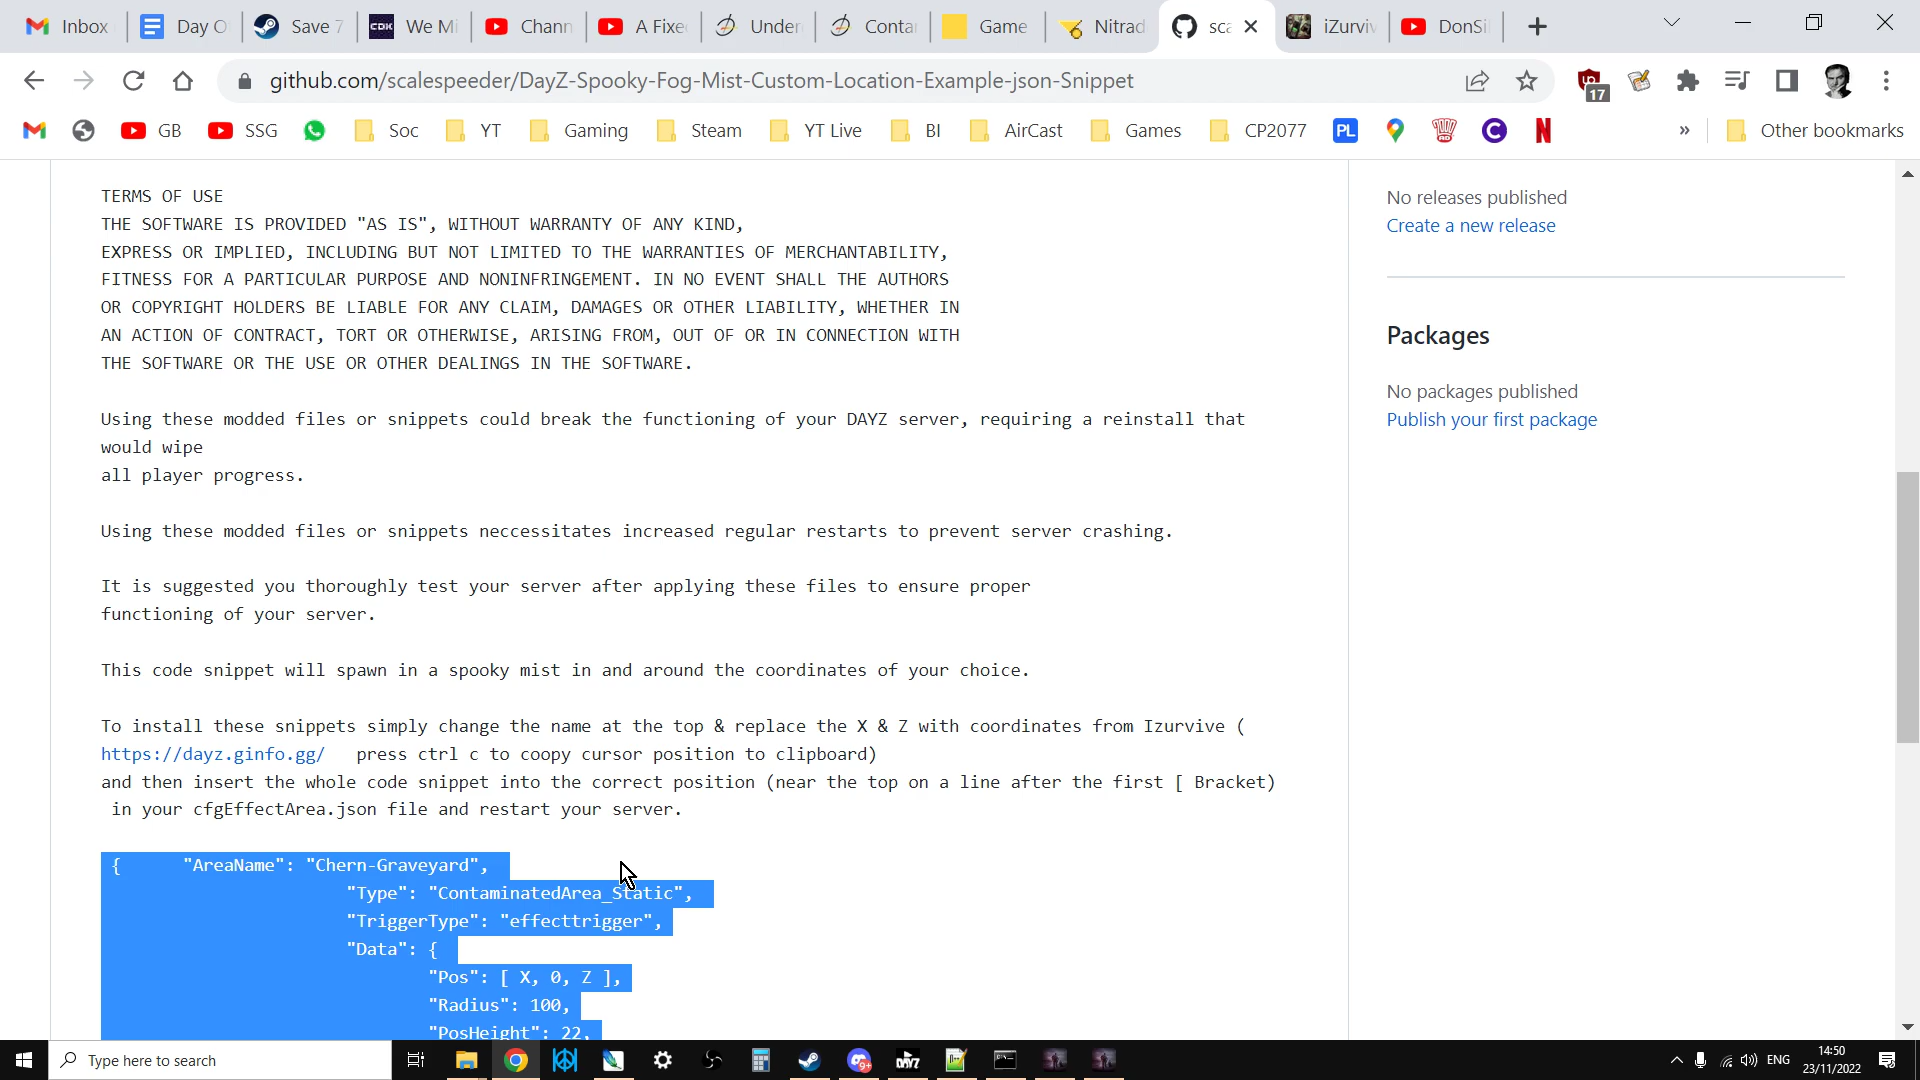 Inbox
Day O
Save 7
We Mi
Chann
A Fixe
Under
Contar
Game
Nitrad
sca
iZurviv
DonSi
github.com/scalespeeder/DayZ-Spooky-Fog-Mist-Custom-Location-Example-json-Snippet
17
GB
SSG
Soc
YT
Gaming
Steam
YT Live
BI
AirCast
Games
CP2077
PL
»
Other bookmarks
TERMS OF USE
THE SOFTWARE IS PROVIDED "AS IS", WITHOUT WARRANTY OF ANY KIND,
EXPRESS OR IMPLIED, INCLUDING BUT NOT LIMITED TO THE WARRANTIES OF MERCHANTABILITY,
FITNESS FOR A PARTICULAR PURPOSE AND NONINFRINGEMENT. IN NO EVENT SHALL THE AUTHORS
OR COPYRIGHT HOLDERS BE LIABLE FOR ANY CLAIM, DAMAGES OR OTHER LIABILITY, WHETHER IN
AN ACTION OF CONTRACT, TORT OR OTHERWISE, ARISING FROM, OUT OF OR IN CONNECTION WITH
THE SOFTWARE OR THE USE OR OTHER DEALINGS IN THE SOFTWARE.
Using these modded files or snippets could break the functioning of your DAYZ server, requiring a reinstall that
would wipe
all player progress.
Using these modded files or snippets neccessitates increased regular restarts to prevent server crashing.
It is suggested you thoroughly test your server after applying these files to ensure proper
functioning of your server.
This code snippet will spawn in a spooky mist in and around the coordinates of your choice.
To install these snippets simply change the name at the top & replace the X & Z with coordinates from Izurvive (
https://dayz.ginfo.gg/   press ctrl c to coopy cursor position to clipboard)
and then insert the whole code snippet into the correct position (near the top on a line after the first [ Bracket)
in your cfgEffectArea.json file and restart your server.
{ "AreaName": "Chern-Graveyard",
"Type": "ContaminatedArea_Static",
"TriggerType": "effecttrigger",
"Data": {
"Pos": [ X, 0, Z ],
"Radius": 100,
"PosHeight": 22,
No releases published
Create a new release
Packages
No packages published
Publish your first package
Type here to search
DAYZ
ENG
14:50
23/11/2022